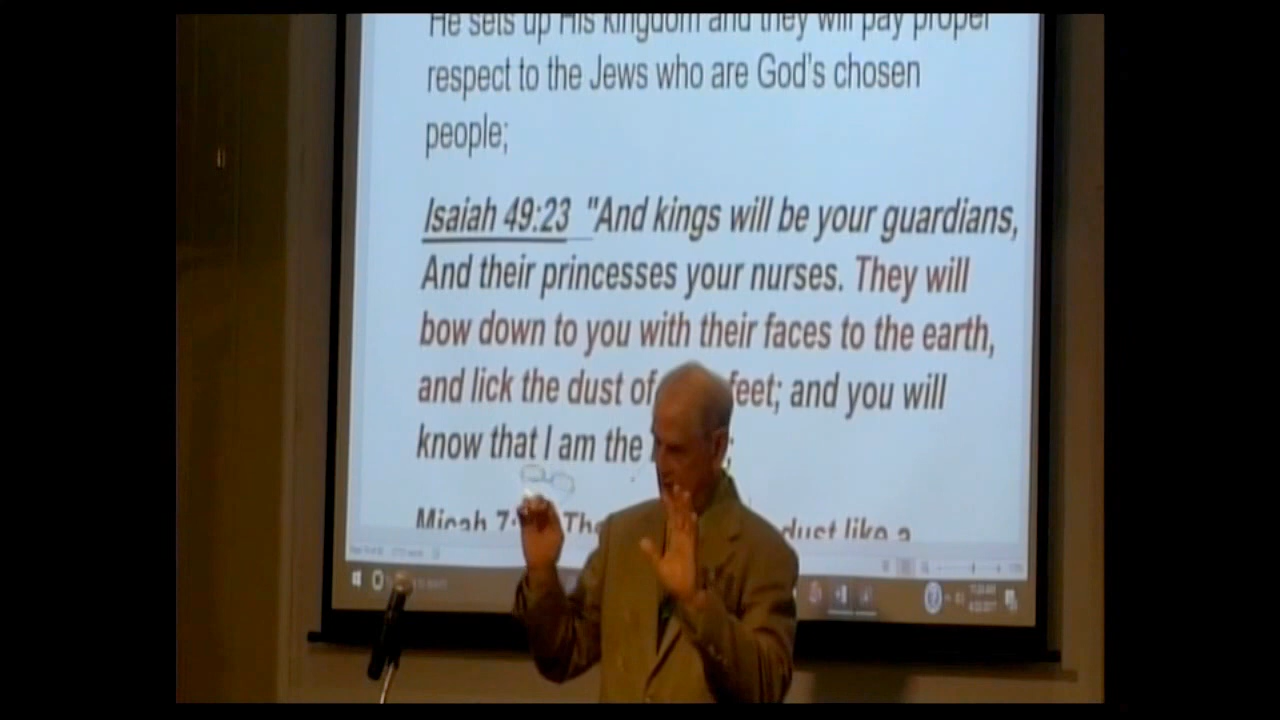 He sets up His kingdom and they will pay proper
respect to the Jews who are God's chosen
people;
Isaiah 49:23 "And kings will be your guardians,
And their princesses your nurses. They will
bow down to you with their faces to the earth,
and lick the dust of feet; and you will
know that I am the ;
Micah 7: dust like a